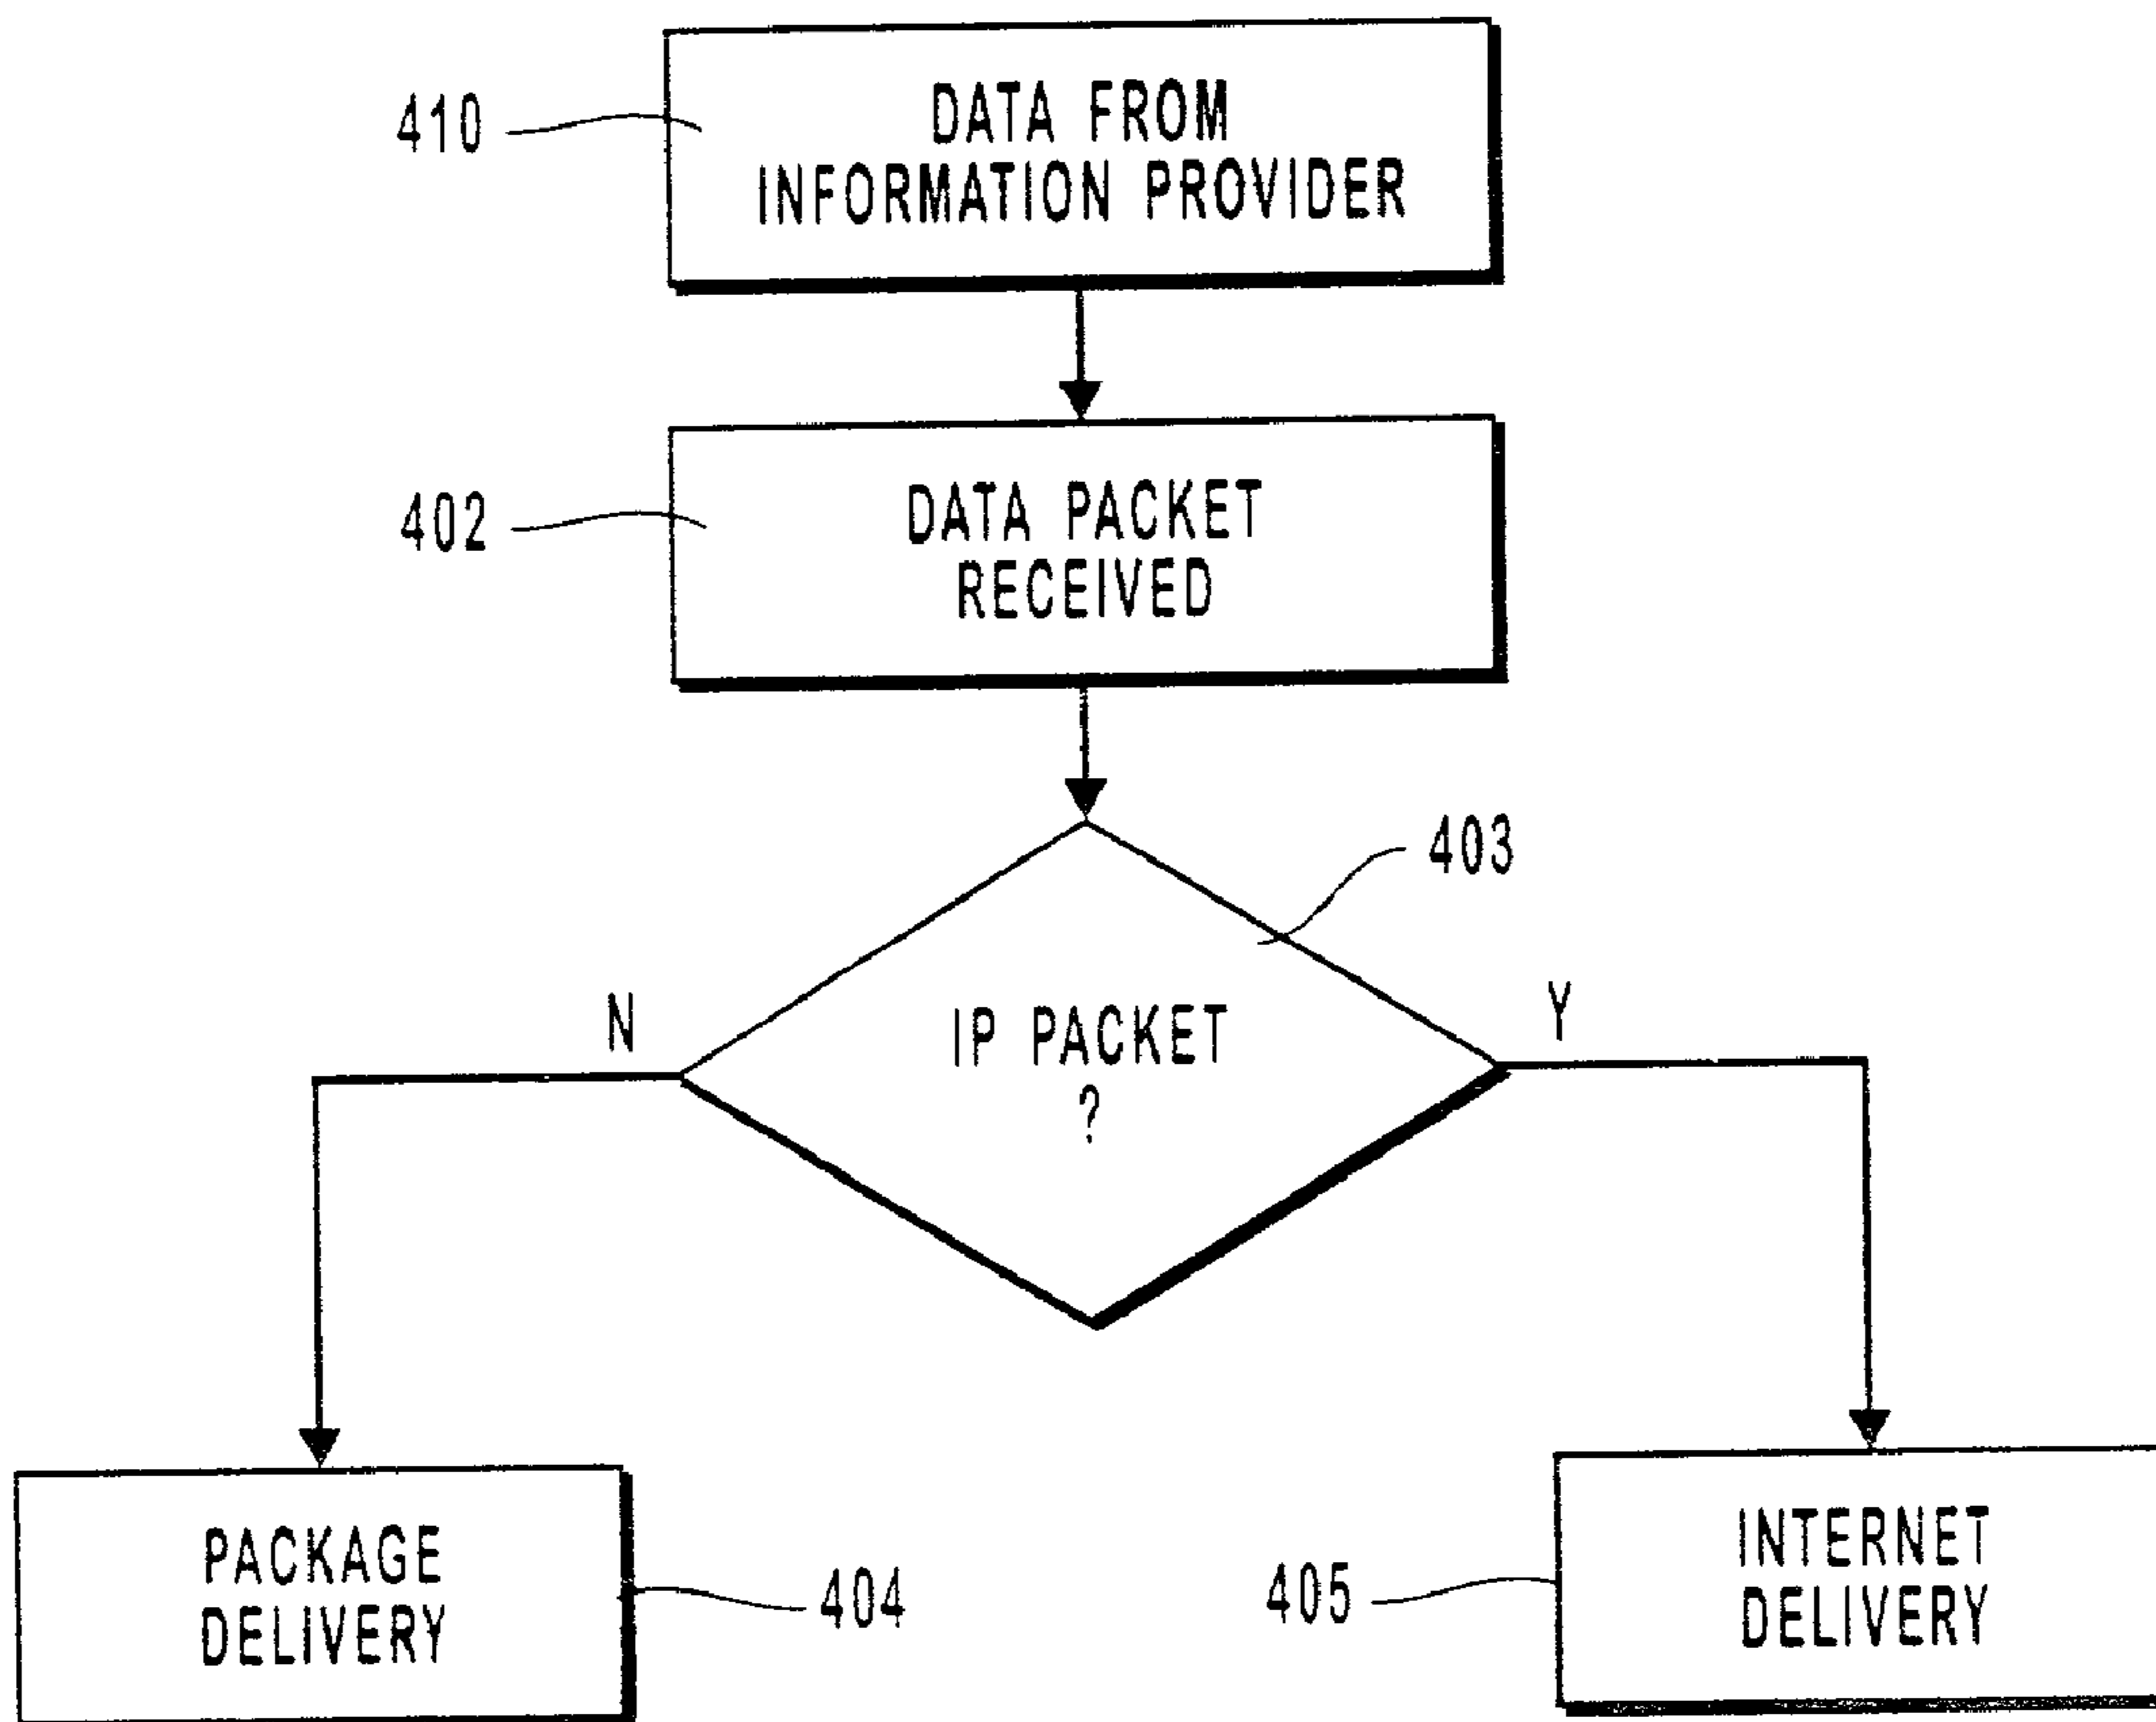 410
DATA FROM
INFORMATION PROVIDER
402
DATA PACKET
RECEIVED
403
N
IP PACKET
?
Y
PACKAGE
DELIVERY
404
405
INTERNET
DELIVERY